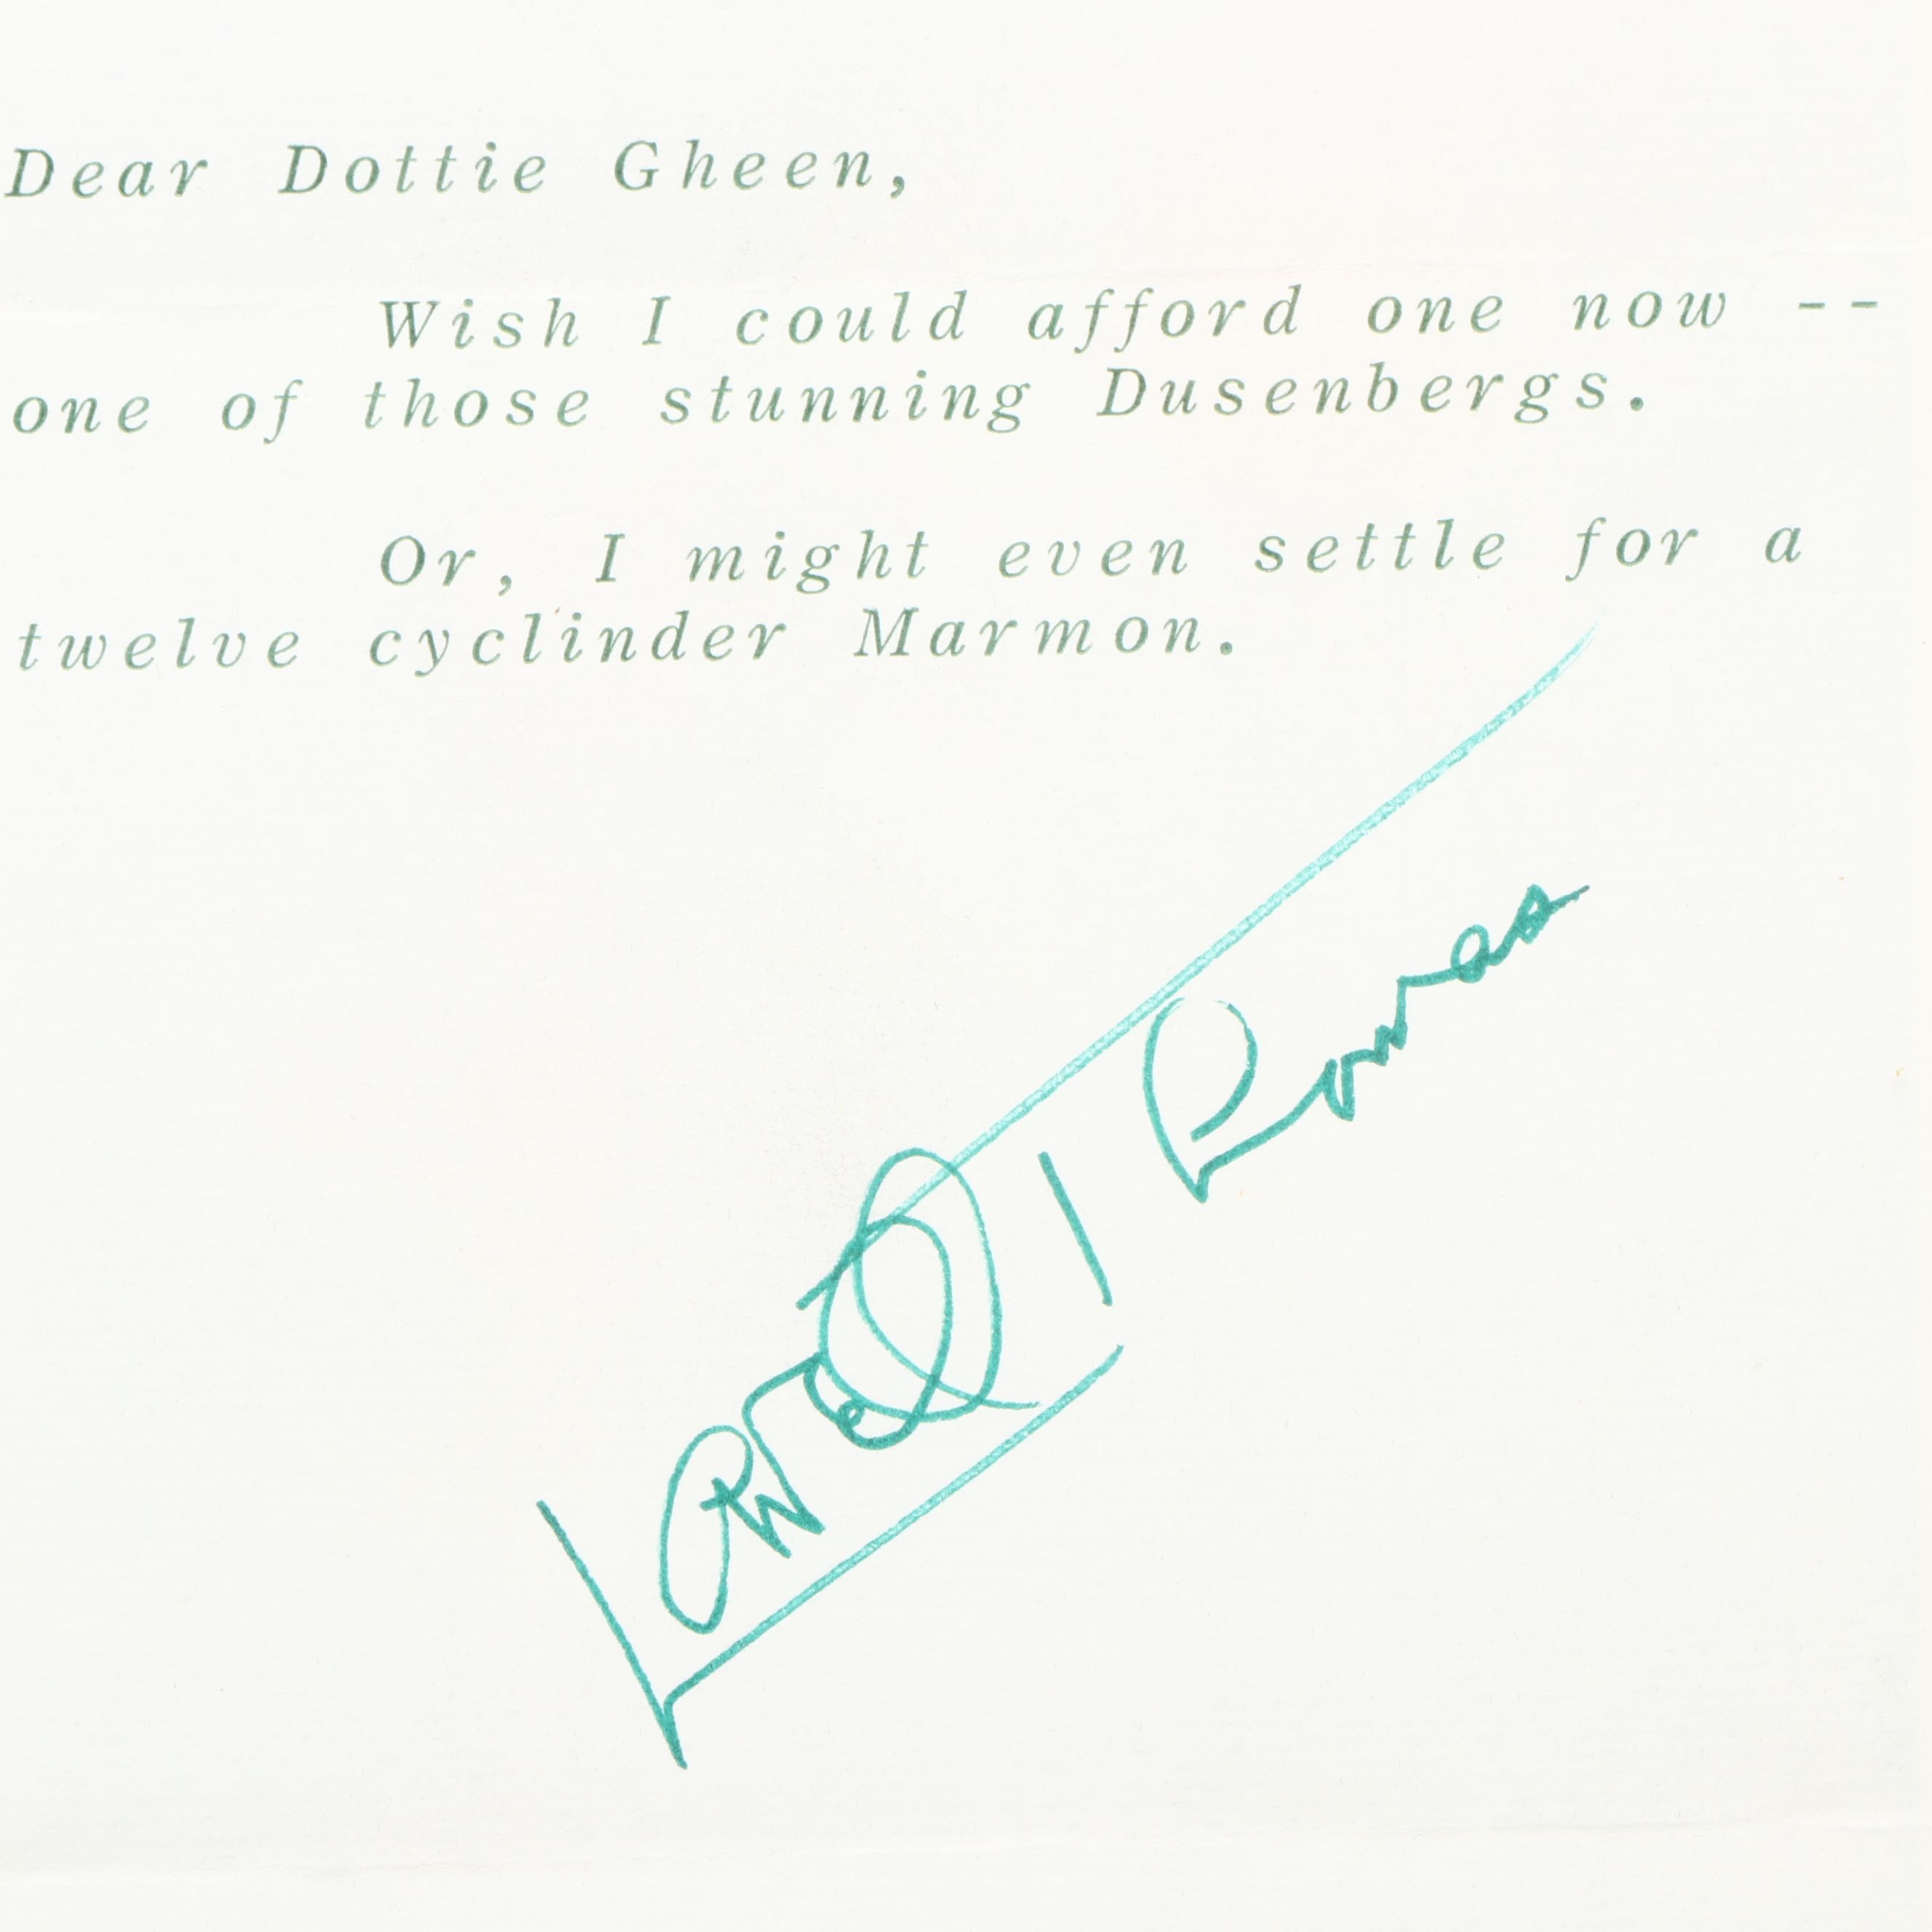 Dear Dottie Gheen,
Wish I could afford one now --
one of those stunning Dusenbergs.
Or, I might even settle for a
twelve cyclinder Marmon.